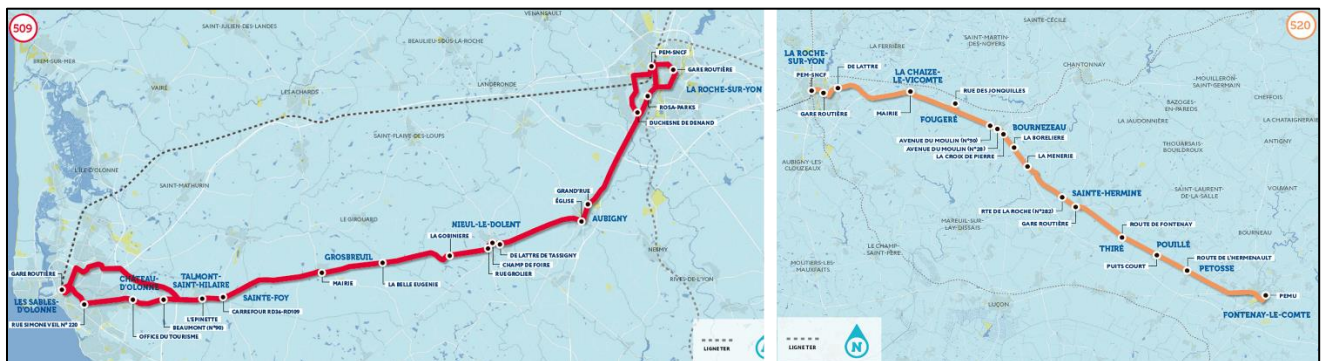 509
SAINT-JULIEN-DES-LANDES
VENANSAULT
BEAULIEU-SOUS-LA-ROCHE
BREM-SUR-MER
VAIRÉ
LES ACHARDS
LANDERONDE
PEM-SNCF
GARE ROUTIÈRE
LA ROCHE-SUR-YON
ROSA-PARKS
DUCHESNE DE DENAND
SAINTE-FLAIVE-DES-LOUPS
L'ÎLE D'OLONNE
SAINT-MATHURIN
LE GIROUARD
GRAND'RUE
ÉGLISE
AUBIGNY
NIEUL-LE-DOLENT
LA GOBINIERE
DE LATTRE DE TASSIGNY
CHAMP DE FOIRE
RUE GROLIER
NESMY
RIVES-DE-L'YON
GROSBREUIL
MAIRIE
LA BELLE EUGENIE
GARE ROUTIÈRE
CHÂTEAU-
D'OLONNE
TALMONT-
SAINT-HILAIRE
SAINTE-FOY
LES SABLES-
D'OLONNE
L'ESPINETTE
CARREFOUR RD36-RD109
RUE SIMONE VEIL N° 220
BEAUMONT (N°90)
OFFICE DU TOURISME
LIGNE TER
520
SAINTE-CÉCILE
LA FERRIÈRE
SAINT-MARTIN
DES-NOYERS
CHANTONNAY
LA ROCHE-
SUR-YON
PEM-SNCF
DE LATTRE
GARE ROUTIÈRE
LA CHAIZE-
LE-VICOMTE
MAIRIE
RUE DES JONQUILLES
FOUGERÉ
MOUILLERON-
SAINT-GERMAIN
CHEFFOIS
BAZOGES-
EN-PAREDS
LA JAUDONNIÈRE
LA CHATAIGNERAIE
ANTIGNY
AVENUE DU MOULIN (N°50)
AVENUE DU MOULIN (N°28)
LA CROIX DE PIERRE
BOURNEZEAU
LA BORELIERE
LA MENERIE
THOUARSAIS-
BOUILDROUX
AUBIGNY-LES
CLOUZEAUX
SAINTE-HERMINE
RTE DE LA ROCHE (N°282)
GARE ROUTIÈRE
SAINT-LAURENT-
DE-LA-SALLE
VOUVANT
MAREUIL-SUR-
LAY-DISSAIS
ROUTE DE FONTENAY
THIRÉ
POUILLÉ
PUITS COURT
ROUTE DE L'HERMENAULT
PETOSSE
BOURNEAU
LE CHAMP-
SAINT-PÈRE
MOUTIERS-LES-
MAUXFAITS
LUÇON
PEMU
FONTENAY-LE-COMTE
LIGNE TER
N